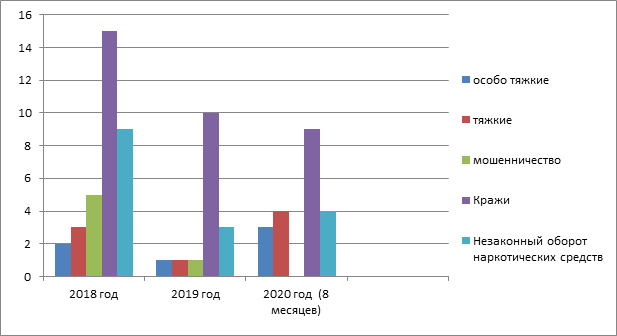 16
14
12
10
8
6
4
2
0
2018 год
2019 год
2020 год (8
месяцев)
особо тяжкие
тяжкие
мошенничество
Кражи
Незаконный оборот
наркотических средств